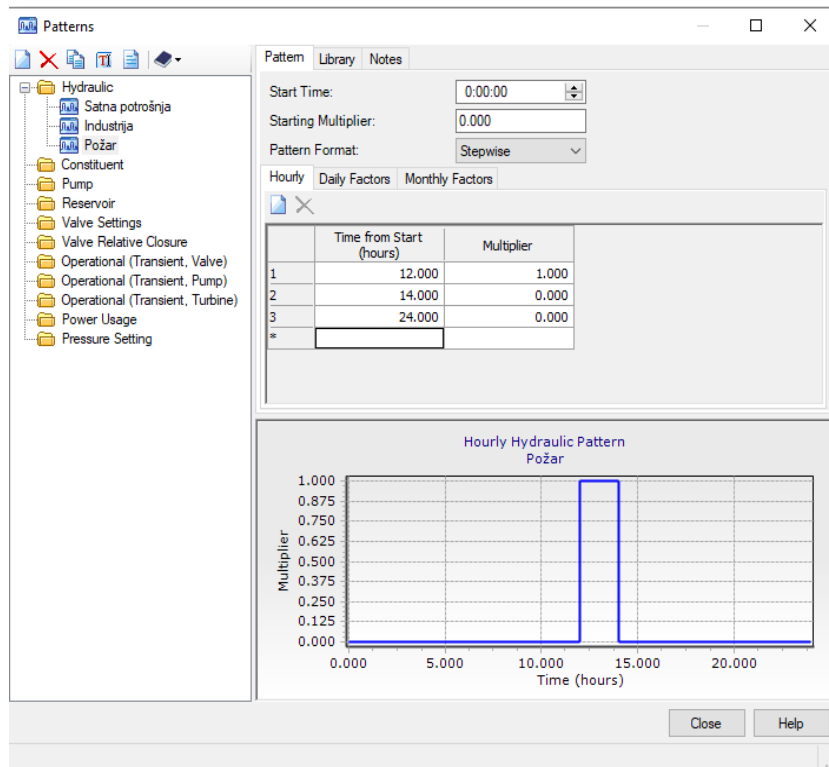 Patterns
Hydraulic
Satna potrošnja
Industrija
Požar
Constituent
Pump
Reservoir
Valve Settings
Valve Relative Closure
Operational (Transient, Valve)
Operational (Transient, Pump)
Operational (Transient, Turbine)
Power Usage
Pressure Setting
Pattern Library Notes
Start Time: 0:00:00
Starting Multiplier: 0.000
Pattern Format: Stepwise
Hourly Daily Factors Monthly Factors
Time from Start
(hours) Multiplier
1 12.000 1.000
2 14.000 0.000
3 24.000 0.000
*
Hourly Hydraulic Pattern
Požar
1.000
0.875
0.750
0.625
0.500
0.375
0.250
0.125
0.000
Multiplier
0.000 5.000 10.000 15.000 20.000
Time (hours)
Close Help